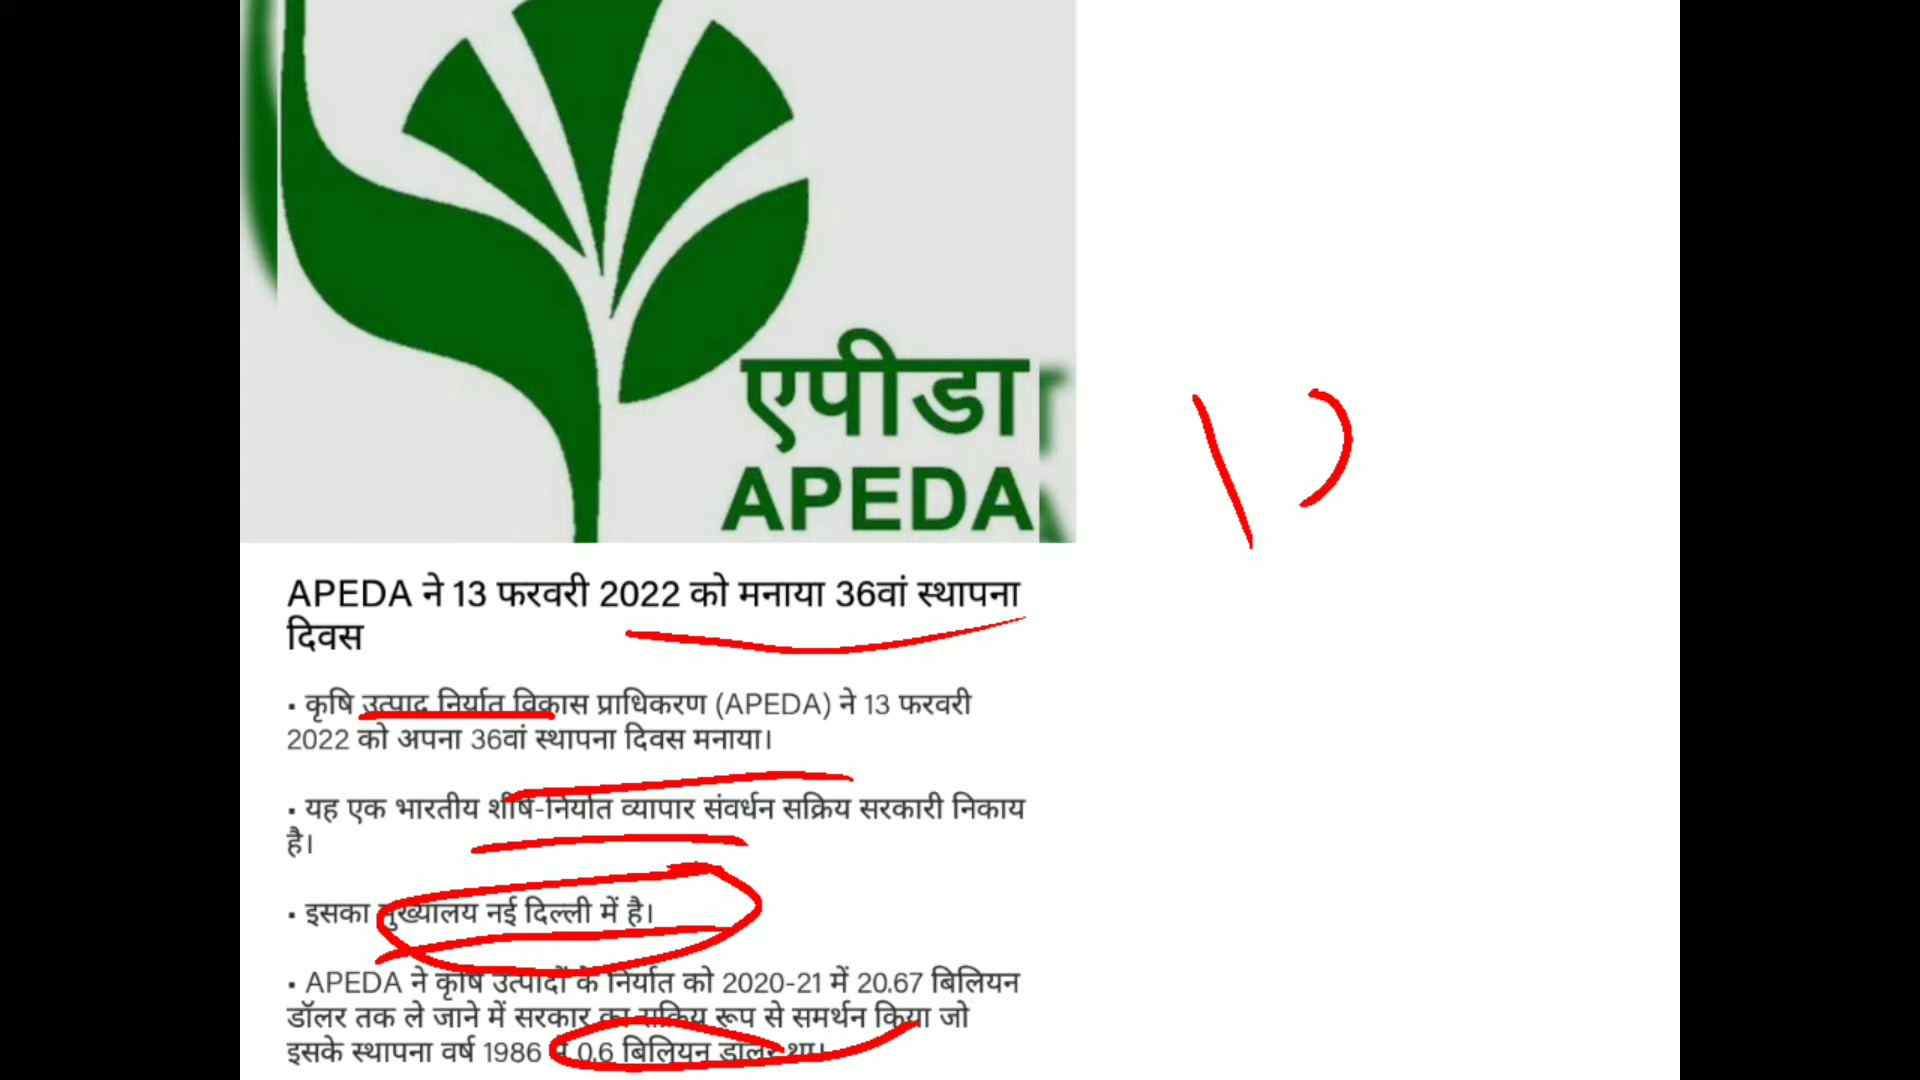 एपीडा
APEDA
APEDA ने 13 फरवरी 2022 को मनाया 36वां स्थापना
दिवस
▪ कृषि उत्पाद निर्यात विकास प्राधिकरण (APEDA) ने 13 फरवरी
2022 को अपना 36वां स्थापना दिवस मनाया।
▪ यह एक भारतीय शीर्ष-निर्यात व्यापार संवर्धन सक्रिय सरकारी निकाय
है।
▪ इसका मुख्यालय नई दिल्ली में है।
▪ APEDA ने कृषि उत्पादों के निर्यात को 2020-21 में 20.67 बिलियन
डॉलर तक ले जाने में सरकार का सक्रिय रूप से समर्थन किया जो
इसके स्थापना वर्ष 1986 में 0.6 बिलियन डॉलर था।